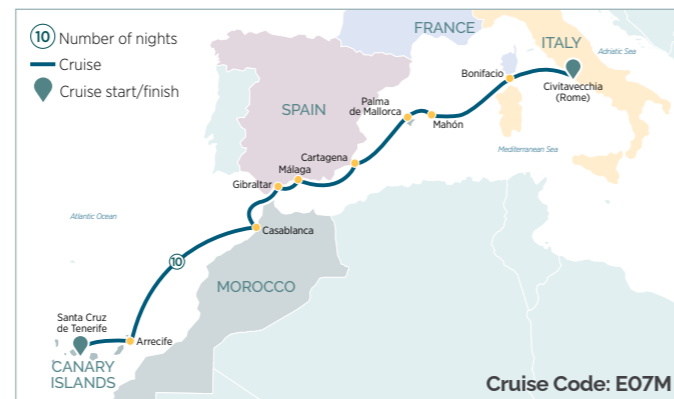 10 Number of nights
Cruise
Cruise start/finish
FRANCE
ITALY
Adriatic Sea
Bonifacio
Civitavecchia
(Rome)
SPAIN
Palma
de Mallorca
Mahón
Mediterranean Sea
Cartagena
Málaga
Gibraltar
Atlantic Ocean
Casablanca
10
MOROCCO
Santa Cruz
de Tenerife
Arrecife
CANARY
ISLANDS
Cruise Code: E07M